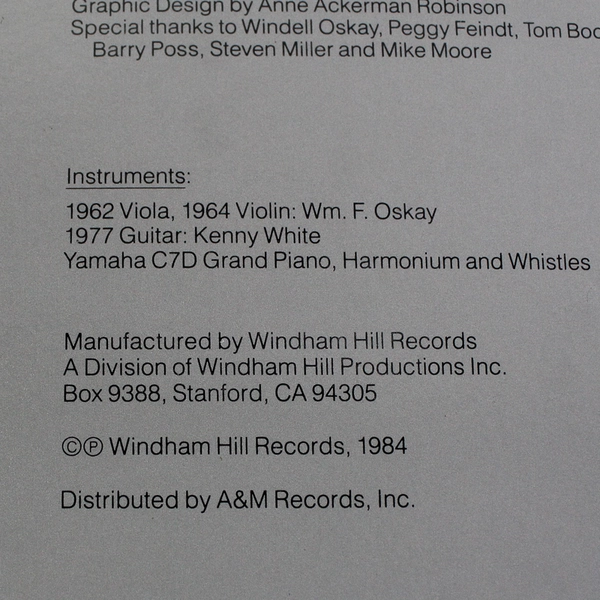 Graphic Design by Anne Ackerman Robinson
Special thanks to Windell Oskay, Peggy Feindt, Tom
Barry Poss, Steven Miller and Mike Moore
Instruments:
1962 Viola, 1964 Violin: Wm. F. Oskay
1977 Guitar: Kenny White
Yamaha C7D Grand Piano, Harmonium and Whistles
Manufactured by Windham Hill Records
A Division of Windham Hill Productions Inc.
Box 9388, Stanford, CA 94305
©℗ Windham Hill Records, 1984
Distributed by A&M Records, Inc.